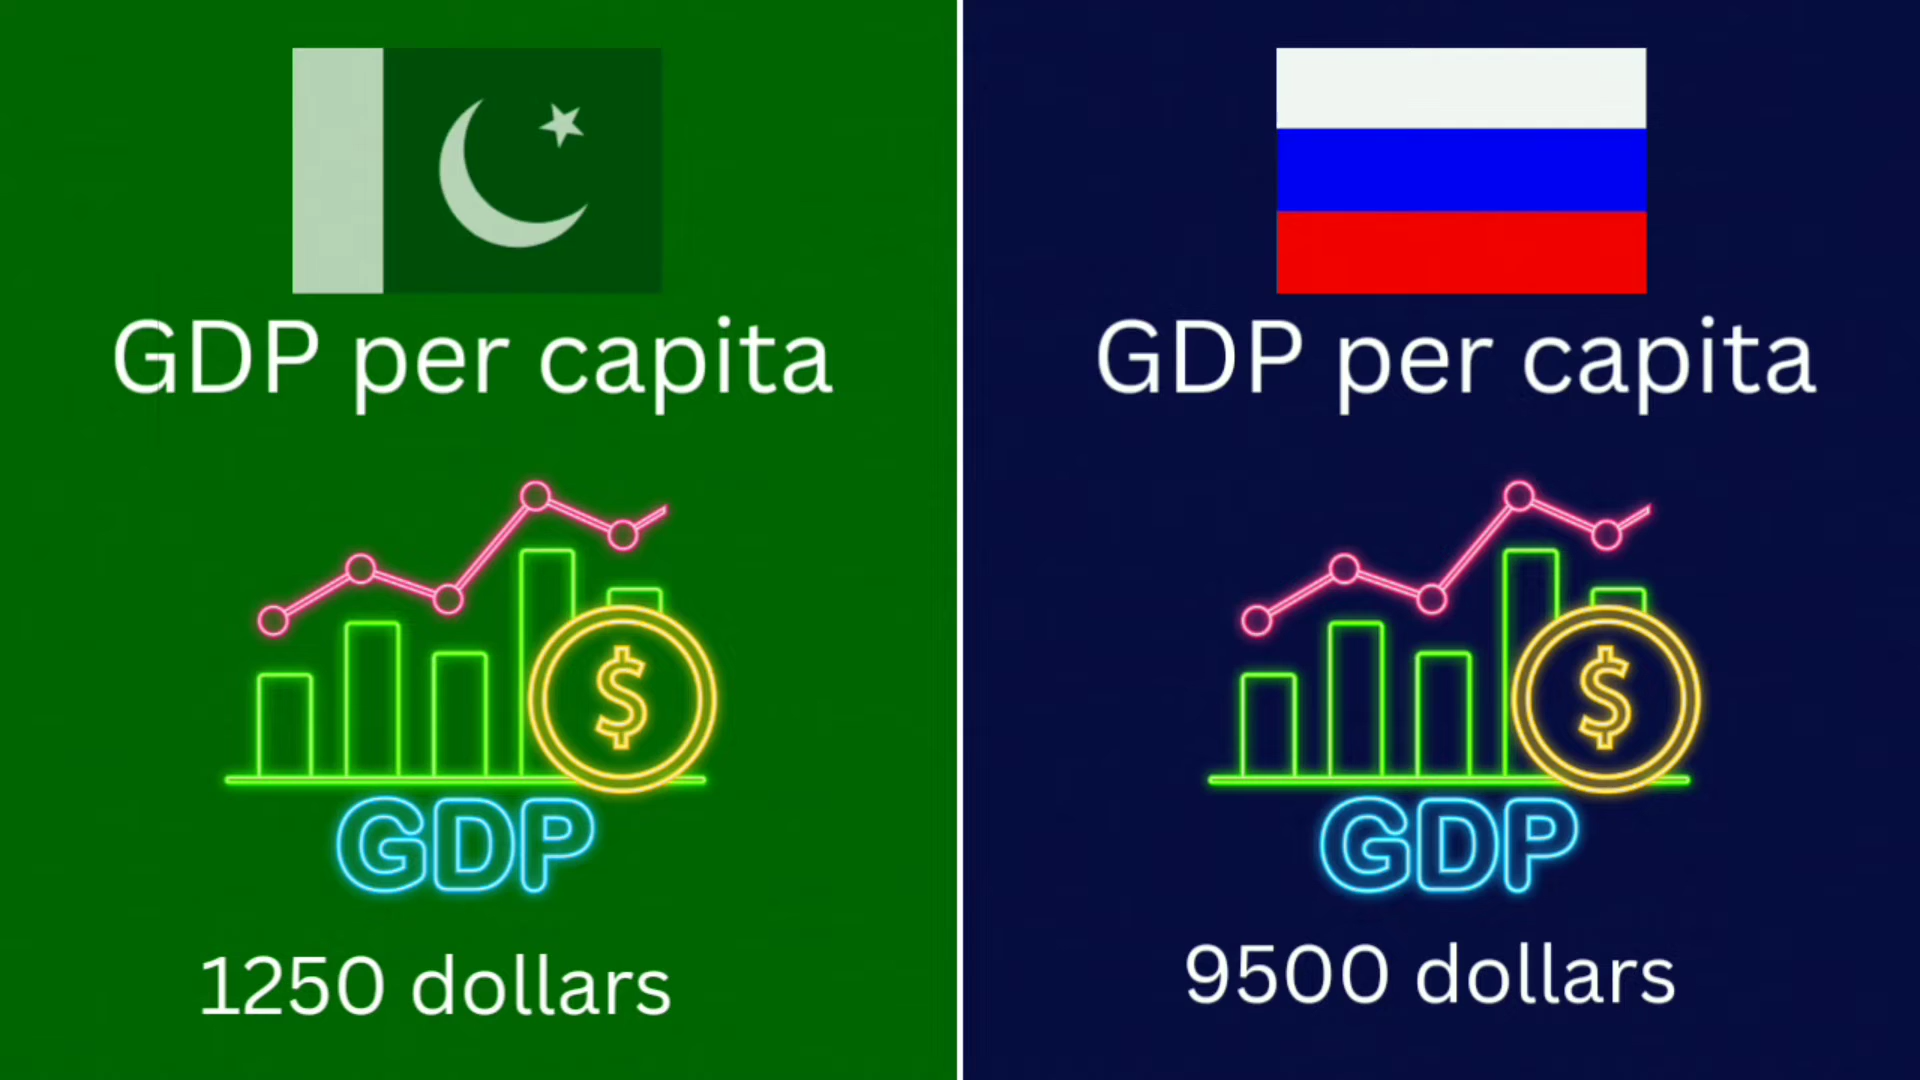 GDP per capita
$
GDP
1250 dollars
GDP per capita
$
GDP
9500 dollars